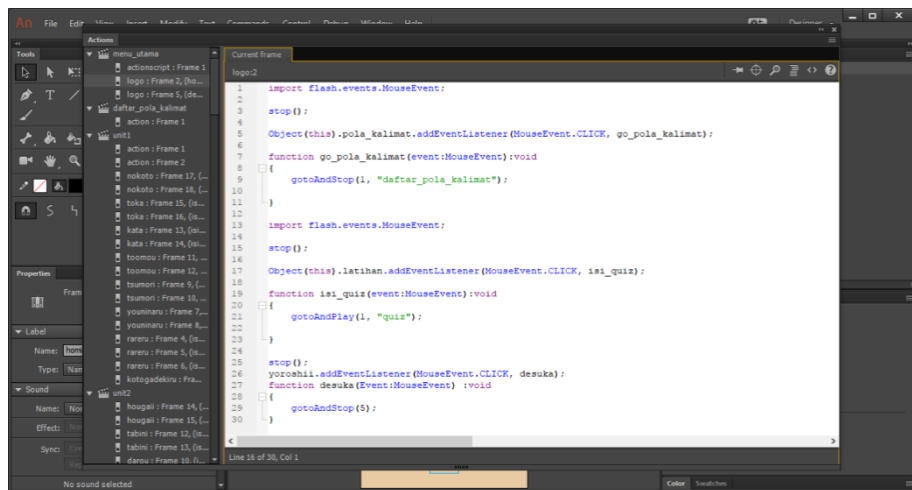 An File Edit View Insert Modify Text Commands Control Debug Window Help
Designer
Actions
Tools
menu_utama
actionscript : Frame 1
logo : Frame 2, {ho...
logo : Frame 5, {de...
daftar_pola_kalimat
action : Frame 1
unit1
action : Frame 1
action : Frame 2
nokoto : Frame 17, {...
nokoto : Frame 18, {...
toka : Frame 15, {is...
toka : Frame 16, {is...
kata : Frame 13, {isi...
kata : Frame 14, {isi...
toomou : Frame 11, ...
toomou : Frame 12, ...
tsumori : Frame 9, {...
tsumori : Frame 10, ...
youninaru : Frame 7,...
youninaru : Frame 8,...
rareru : Frame 4, {is...
rareru : Frame 5, {is...
rareru : Frame 6, {is...
kotogadekiru : Fra...
unit2
hougaii : Frame 14, {...
hougaii : Frame 15, {...
tabini : Frame 12, {is...
tabini : Frame 13, {is...
darou : Frame 10, {i...
Current frame
logo:2
1 import flash.events.MouseEvent;
2
3 stop();
4
5 Object(this).pola_kalimat.addEventListener(MouseEvent.CLICK, go_pola_kalimat);
6
7 function go_pola_kalimat(event:MouseEvent):void
8 {
9 gotoAndStop(1, "daftar_pola_kalimat");
10
11 }
12
13 import flash.events.MouseEvent;
14
15 stop();
16
17 Object(this).latihan.addEventListener(MouseEvent.CLICK, isi_quiz);
18
19 function isi_quiz(event:MouseEvent):void
20 {
21 gotoAndPlay(1, "quiz");
22
23 }
24
25 stop();
26 yoroshii.addEventListener(MouseEvent.CLICK, desuka);
27 function desuka(Event:MouseEvent) :void
28 {
29 gotoAndStop(5);
30 }
Line 16 of 30, Col 1
Properties
Fram
Label
Name: hom
Type: Nan
Sound
Name: Non
Effect:
Sync:
No sound selected
Color Swatches